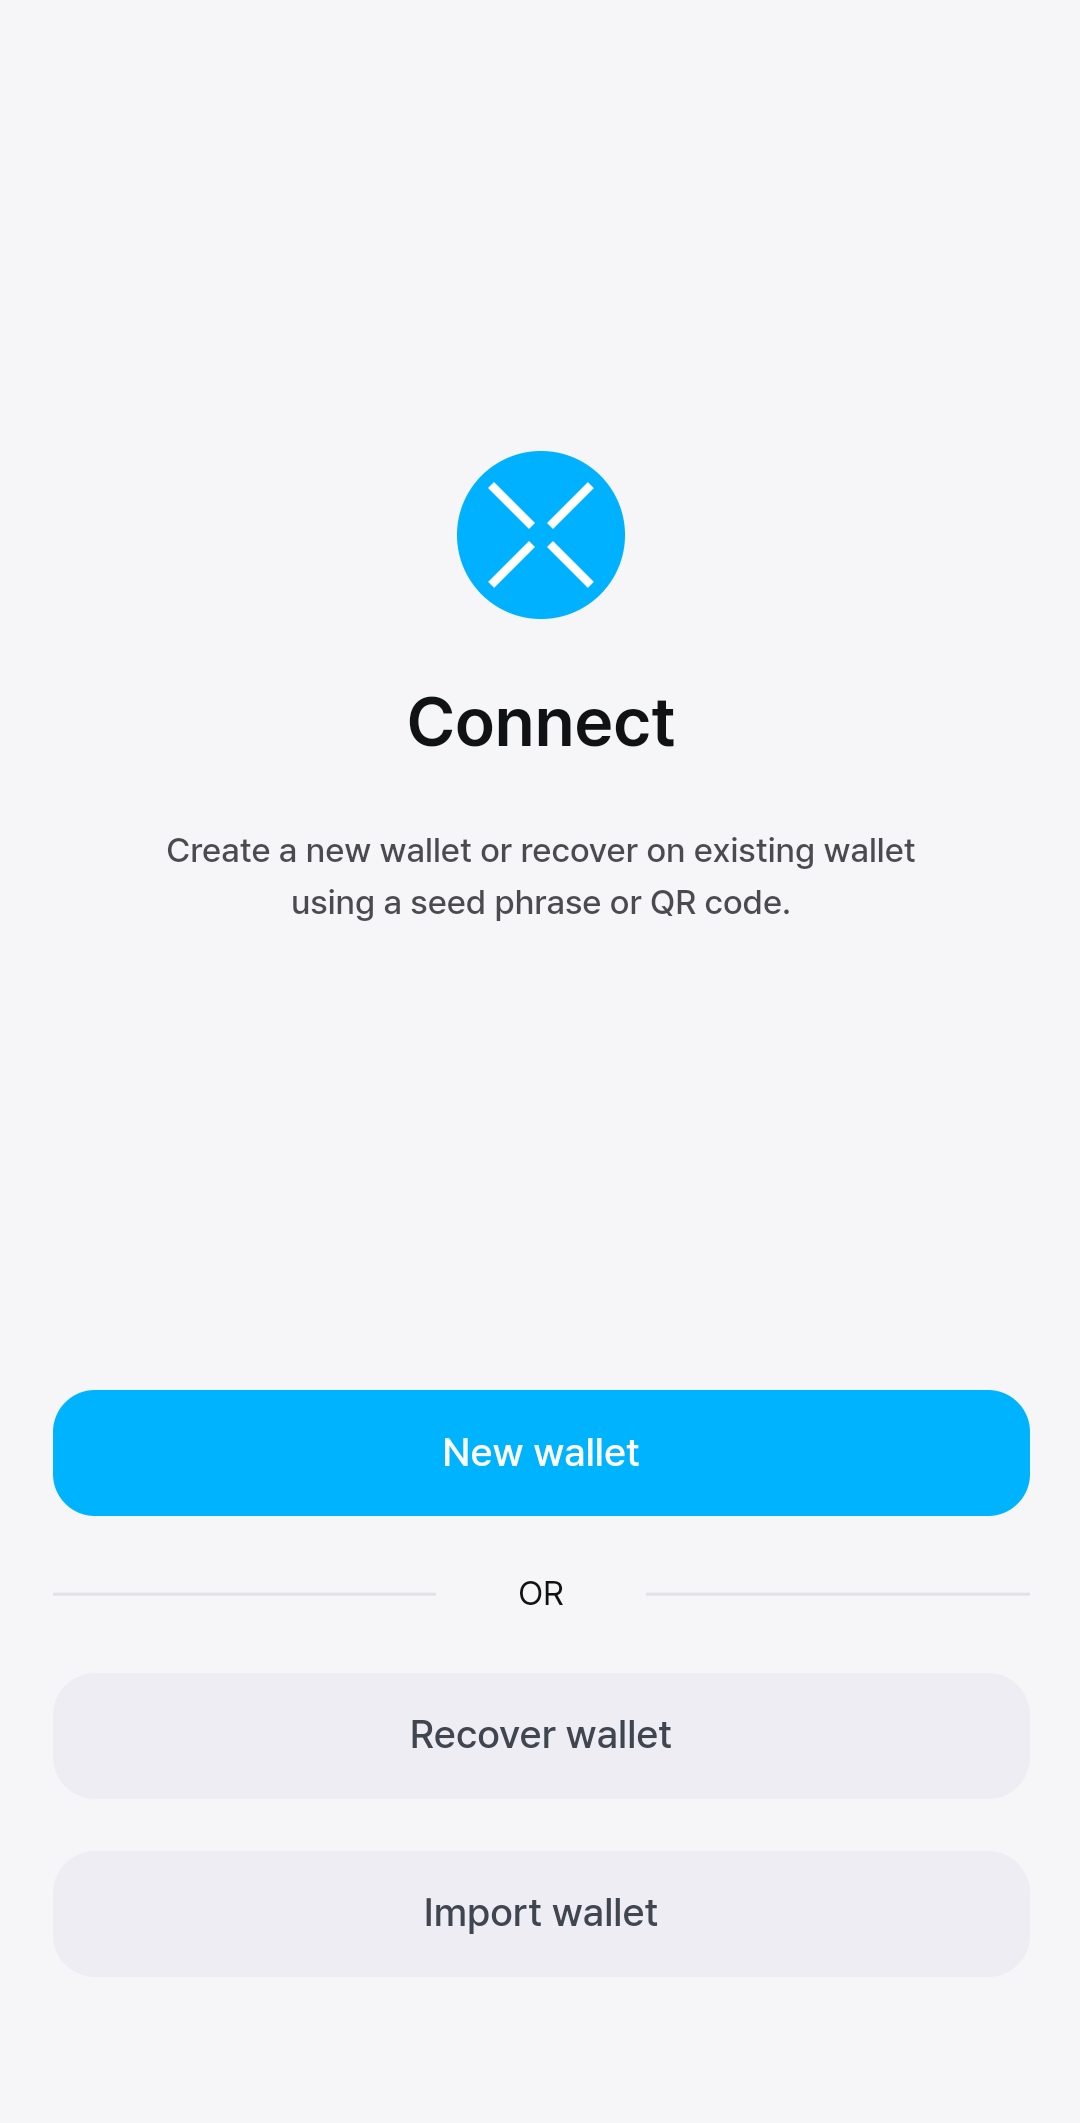 Connect
Create a new wallet or recover on existing wallet
using a seed phrase or QR code.
New wallet
OR
Recover wallet
Import wallet